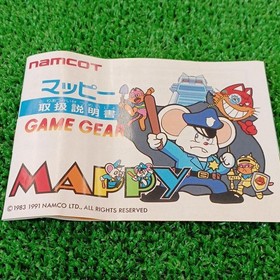 namcot
マッピー
取扱説明書
GAME GEAR
MAPPY
© 1983 1991 NAMCO LTD., ALL RIGHTS RESERVED